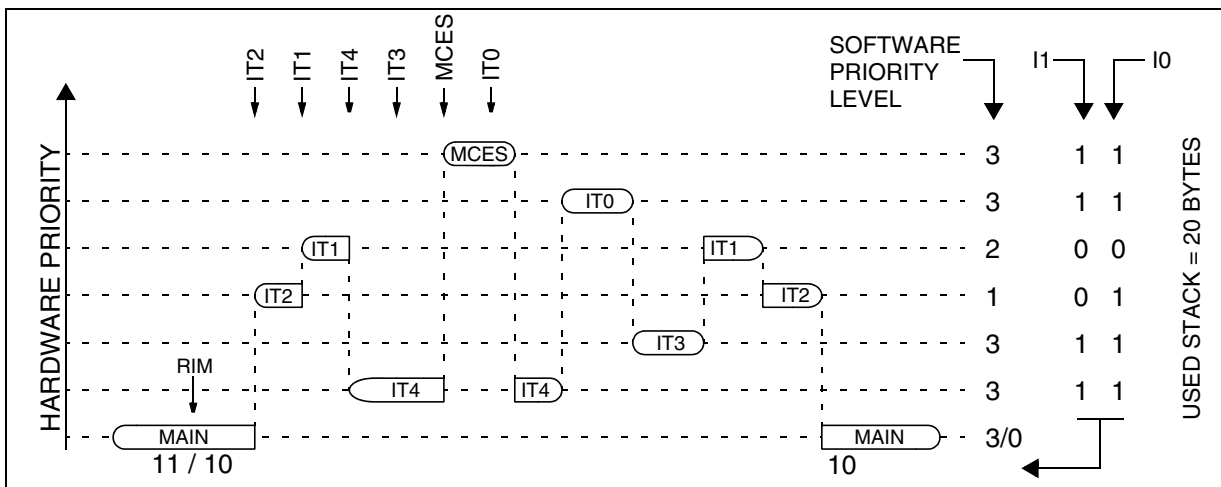 IT2
IT1
IT4
IT3
MCES
IT0
SOFTWARE
PRIORITY
LEVEL
I1
I0
HARDWARE PRIORITY
USED STACK = 20 BYTES
MCES
3
1 1
IT0
3
1 1
IT1
IT1
2
0 0
IT2
IT2
1
0 1
IT3
3
1 1
RIM
IT4
IT4
3
1 1
MAIN
MAIN
3/0
11 / 10
10